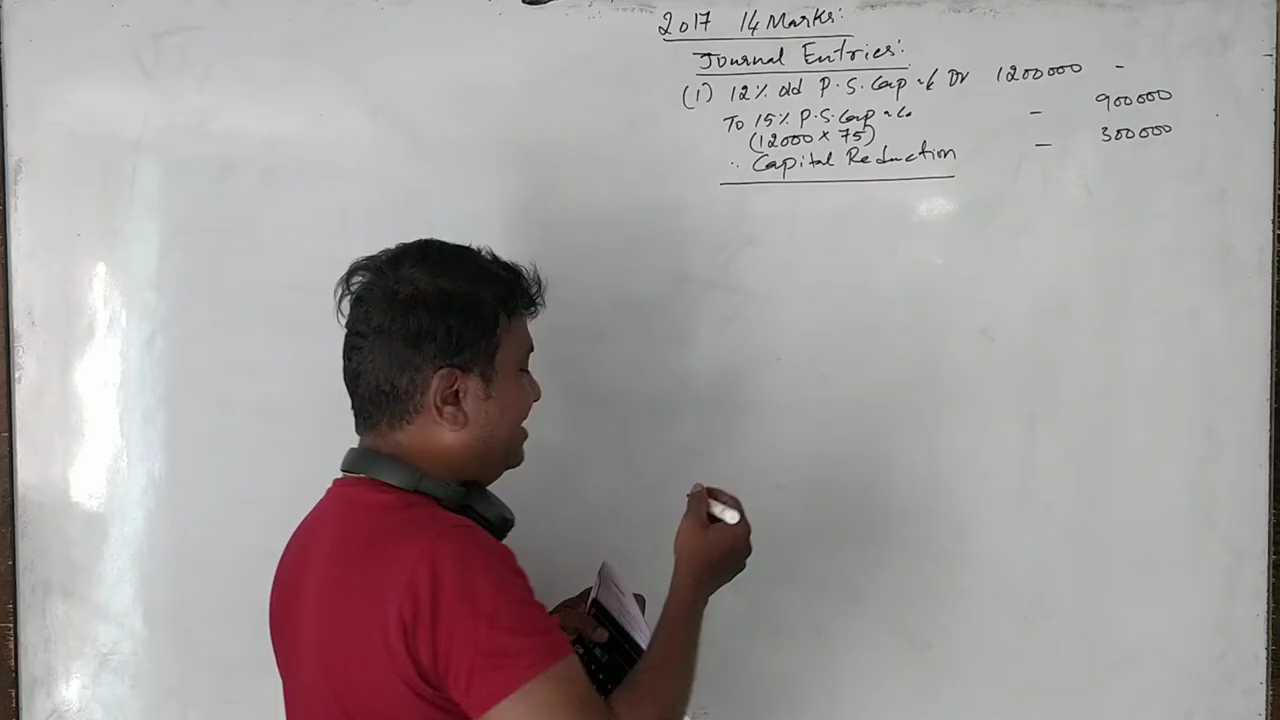 2017 14 Marks:
Journal Entries:
(1) 12% old P.S. Cap a/c Dr 1200000 -
To 15% P.S. Cap a/c - 900000
(12000 x 75)
.. Capital Reduction - 300000